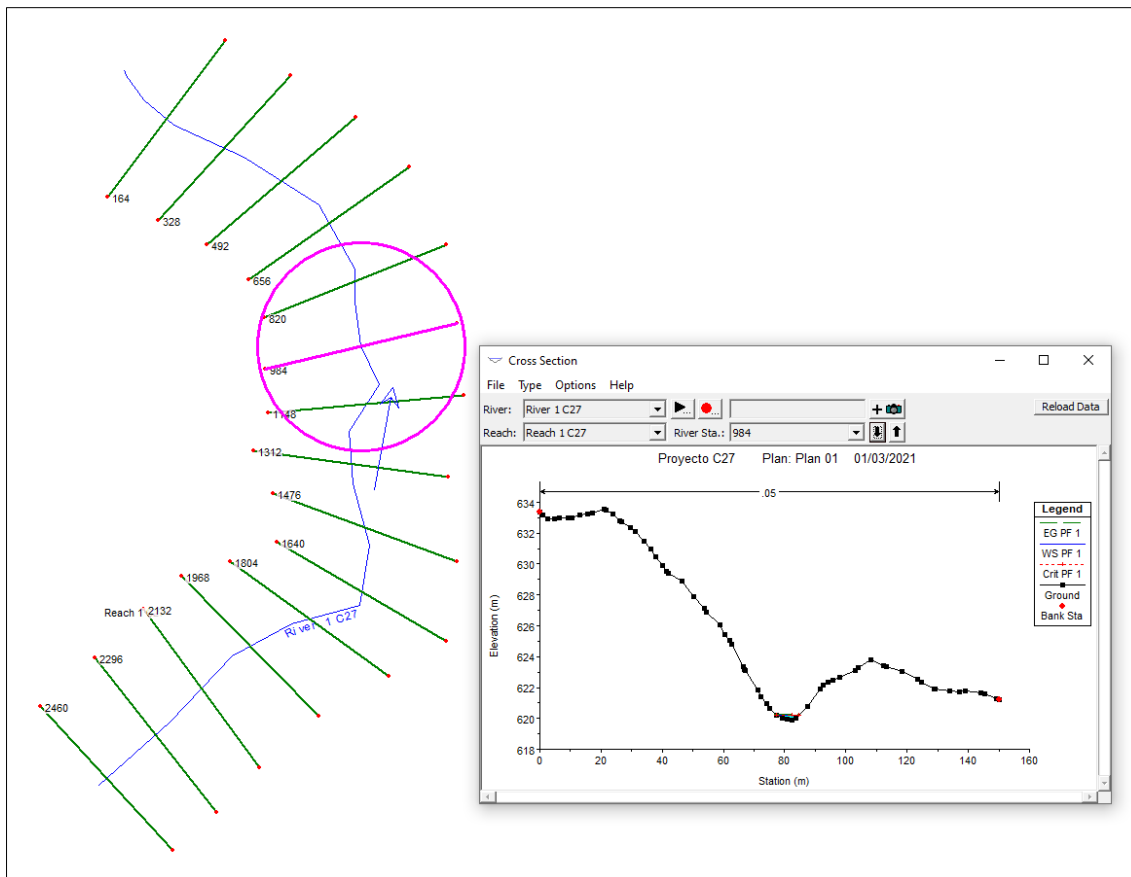 164
328
492
656
820
984
1148
1312
1476
1640
1804
1968
Reach 1
2132
2296
2460
River 1 C27
Cross Section
File Type Options Help
River: River 1 C27
Reload Data
Reach: Reach 1 C27 River Sta.: 984
Proyecto C27 Plan: Plan 01 01/03/2021
.05
634
632
630
628
626
624
622
620
618
Elevation (m)
0 20 40 60 80 100 120 140 160
Station (m)
Legend
EG PF 1
WS PF 1
Crit PF 1
Ground
Bank Sta